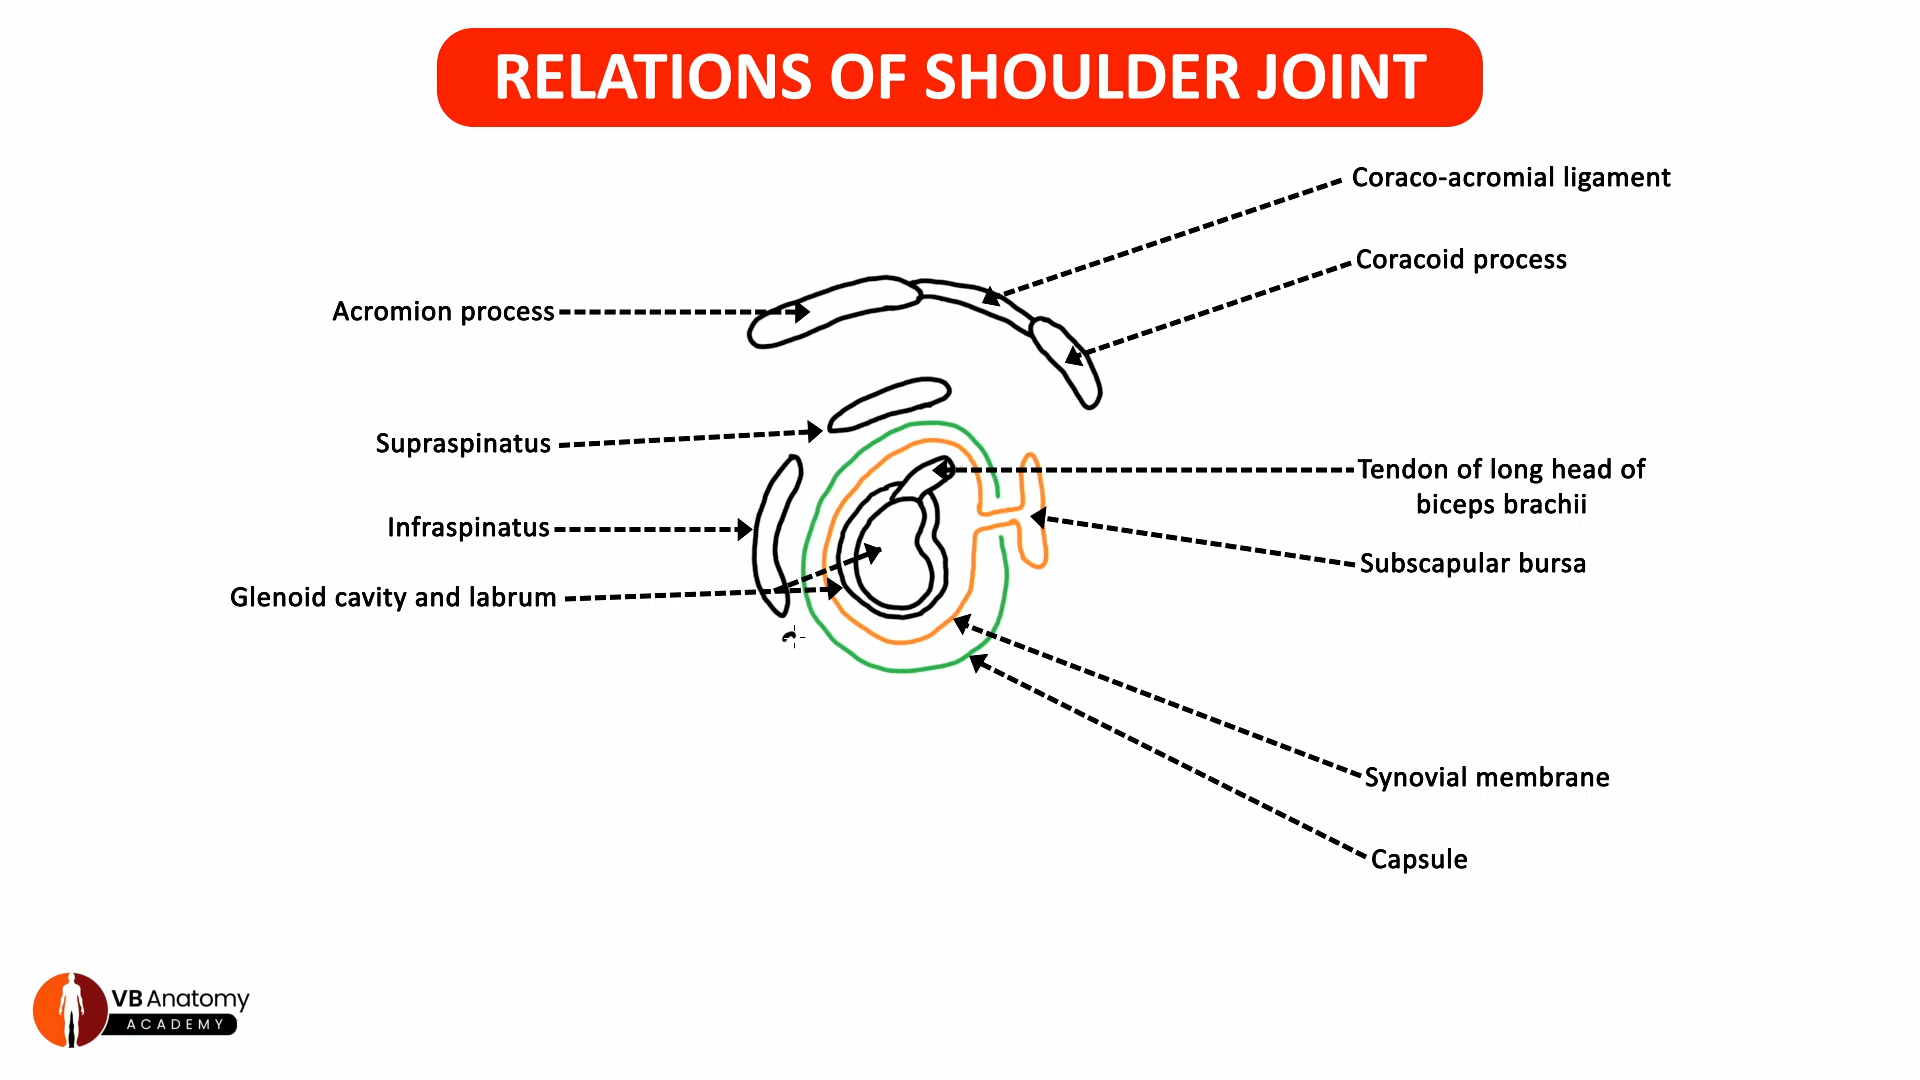 RELATIONS OF SHOULDER JOINT
Coraco-acromial ligament
Coracoid process
Acromion process
Supraspinatus
Tendon of long head of
biceps brachii
Infraspinatus
Subscapular bursa
Glenoid cavity and labrum
Synovial membrane
Capsule
VB Anatomy
ACADEMY